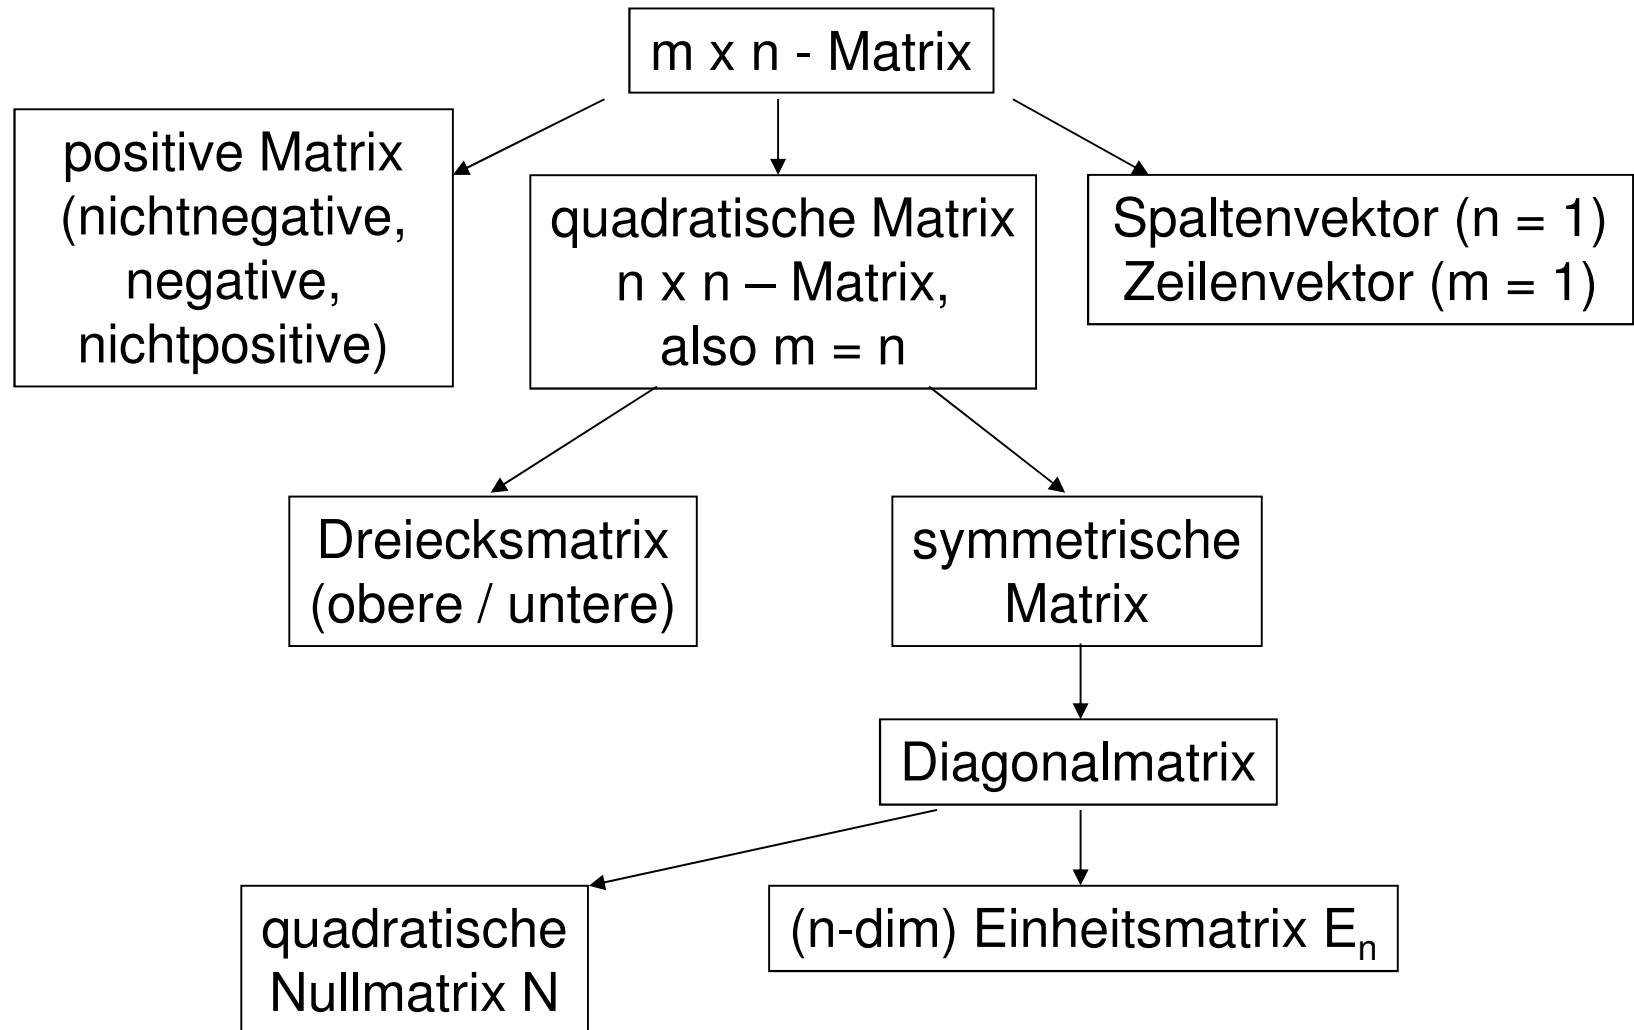 m x n - Matrix
positive Matrix
(nichtnegative,
negative,
nichtpositive)
quadratische Matrix
n x n – Matrix,
also m = n
Spaltenvektor (n = 1)
Zeilenvektor (m = 1)
Dreiecksmatrix
(obere / untere)
symmetrische
Matrix
Diagonalmatrix
quadratische
Nullmatrix N
(n-dim) Einheitsmatrix Eₙ